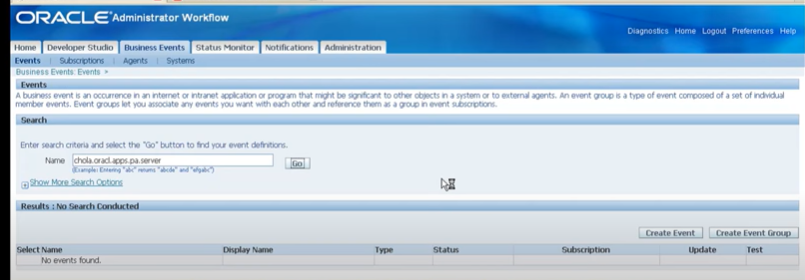 ORACLE Administrator Workflow
Diagnostics Home Logout Preferences Help
Home Developer Studio Business Events Status Monitor Notifications Administration
Events Subscriptions Agents Systems
Business Events: Events >
Events
A business event is an occurrence in an internet or intranet application or program that might be significant to other objects in a system or to external agents. An event group is a type of event composed of a set of individual
member events. Event groups let you associate any events you want with each other and reference them as a group in event subscriptions.
Search
Enter search criteria and select the "Go" button to find your event definitions.
Name chola.oracl.apps.pa.server Go
(Example: Entering "abc" returns "abcde" and "efgabc")
Show More Search Options
Results : No Search Conducted
Create Event Create Event Group
Select Name Display Name Type Status Subscription Update Test
No events found.